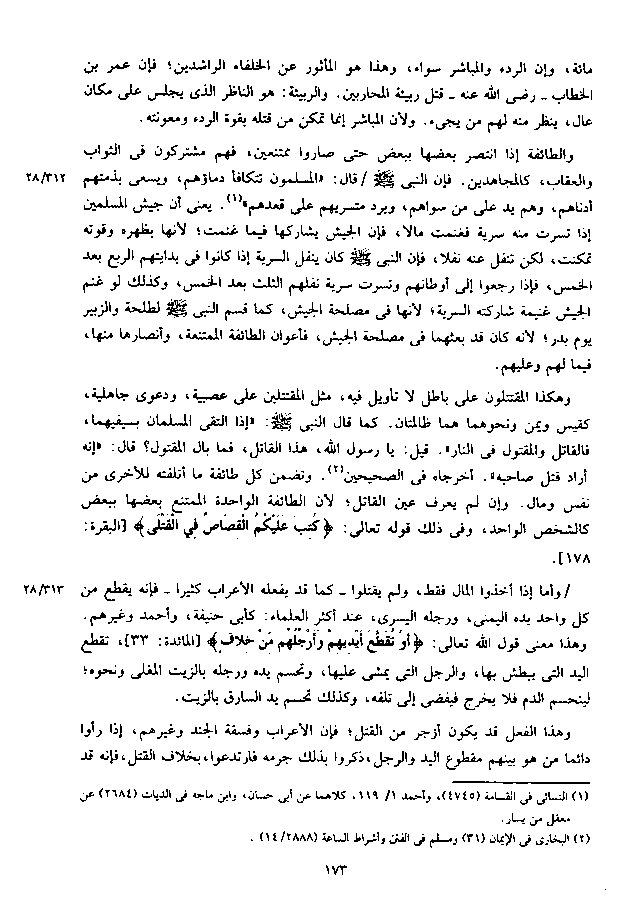 مائة، وإن الردء والمباشر سواء، وهذا هو المأثور عن الخلفاء الراشدين؛ فإن عمر بن
الخطاب ـ رضى الله عنه ـ قتل ربيئة المحاربين. والربيئة: هو الناظر الذى يجلس على مكان
عال، ينظر منه لهم من يجىء. ولأن المباشر إنما تمكن من قتله بقوة الردء ومعونته.
والطائفة إذا انتصر بعضها ببعض حتى صاروا ممتنعين، فهم مشتركون فى الثواب
٢٨/٣١٢ والعقاب، كالمجاهدين. فإن النبى ﷺ / قال: «المسلمون تتكافأ دماؤهم، ويسعى بذمتهم
أدناهم، وهم يد على من سواهم، ويرد متسريهم على قعدهم»(١). يعنى أن جيش المسلمين
إذا تسرت منه سرية فغنمت مالا، فإن الجيش يشاركها فيما غنمت؛ لأنها بظهره وقوته
تمكنت، لكن تنفل عنه نفلا، فإن النبى ﷺ كان ينفل السرية إذا كانوا فى بدايتهم الربع بعد
الخمس، فإذا رجعوا إلى أوطانهم وتسرت سرية نفلهم الثلث بعد الخمس، وكذلك لو غنم
الجيش غنيمة شاركته السرية؛ لأنها فى مصلحة الجيش، كما قسم النبى ﷺ لطلحة والزبير
يوم بدر؛ لأنه كان قد بعثهما فى مصلحة الجيش، فأعوان الطائفة الممتنعة، وأنصارها منها،
فيما لهم وعليهم.
وهكذا المقتتلون على باطل لا تأويل فيه، مثل المقتتلين على عصبية، ودعوى جاهلية،
كقيس ويمن ونحوهما هما ظالمتان. كما قال النبى ﷺ: «إذا التقى المسلمان بسيفيهما،
فالقاتل والمقتول فى النار». قيل: يا رسول الله، هذا القاتل، فما بال المقتول؟ قال: «إنه
أراد قتل صاحبه». أخرجاه فى الصحيحين(٢). وتضمن كل طائفة ما أتلفته للأخرى من
نفس ومال. وإن لم يعرف عين القاتل؛ لأن الطائفة الواحدة الممتنع بعضها ببعض
كالشخص الواحد، وفى ذلك قوله تعالى: ﴿كُتِبَ عَلَيْكُمُ الْقِصَاصُ فِي الْقَتْلَى﴾ [البقرة:
١٧٨].
٢٨/٣١٣ / وأما إذا أخذوا المال فقط، ولم يقتلوا ـ كما قد يفعله الأعراب كثيرا ـ فإنه يقطع من
كل واحد يده اليمنى، ورجله اليسرى، عند أكثر العلماء: كأبى حنيفة، وأحمد وغيرهم.
وهذا معنى قول الله تعالى: ﴿أَوْ تُقَطَّعَ أَيْدِيهِمْ وَأَرْجُلُهُم مِّنْ خِلافٍ﴾ [المائدة: ٣٣]، تقطع
اليد التى يبطش بها، والرجل التى يمشى عليها، وتحسم يده ورجله بالزيت المغلى ونحوه؛
لينحسم الدم فلا يخرج فيفضى إلى تلفه، وكذلك تحسم يد السارق بالزيت.
وهذا الفعل قد يكون أزجر من القتل؛ فإن الأعراب وفسقة الجند وغيرهم، إذا رأوا
دائما من هو بينهم مقطوع اليد والرجل، ذكروا بذلك جرمه فارتدعوا، بخلاف القتل، فإنه قد
(١) النسائى فى القسامة (٤٧٤٥)، وأحمد ١/ ١١٩، كلاهما عن أبى حسان، وابن ماجه فى الديات (٢٦٨٤) عن
معقل من يسار.
(٢) البخارى فى الإيمان (٣١) ومسلم فى الفتن وأشراط الساعة (٢٨٨٨/ ١٤) .
١٧٣